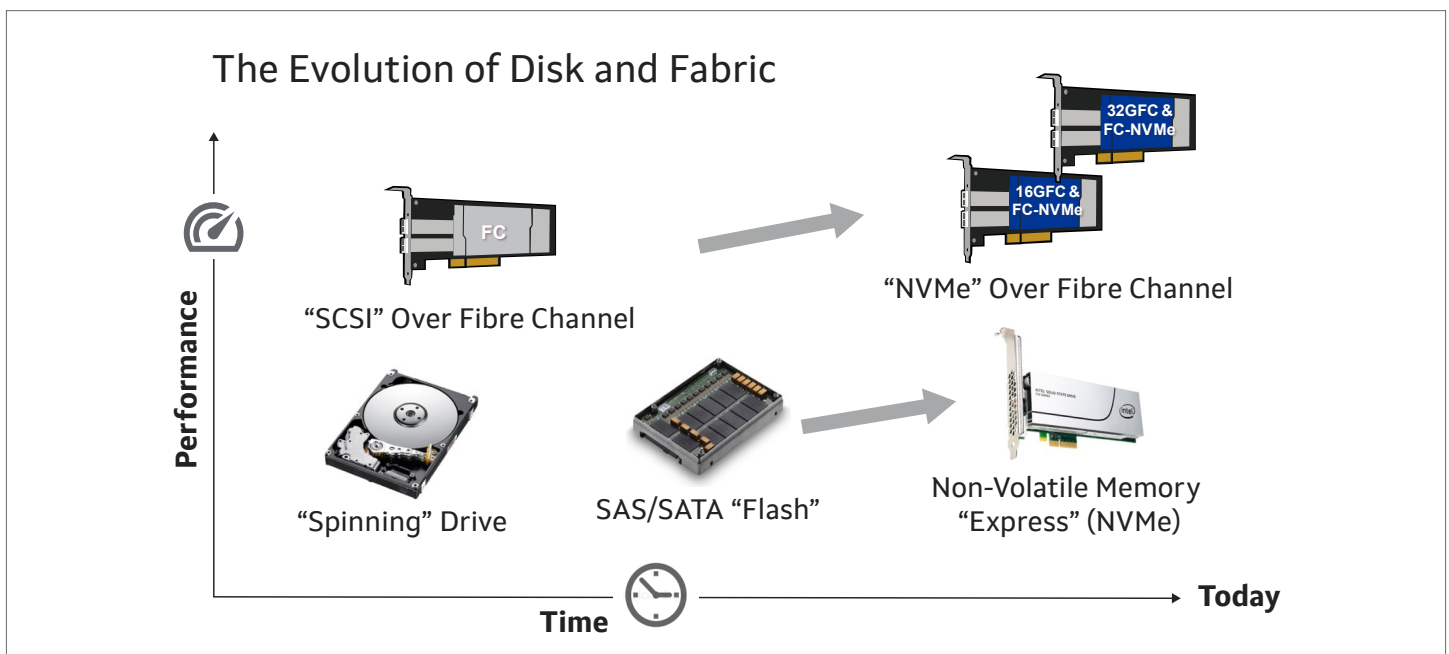 The Evolution of Disk and Fabric
32GFC &
FC-NVMe
16GFC &
FC-NVMe
FC
"NVMe" Over Fibre Channel
"SCSI" Over Fibre Channel
Performance
intel
Non-Volatile Memory
"Express" (NVMe)
SAS/SATA "Flash"
"Spinning" Drive
Time
Today